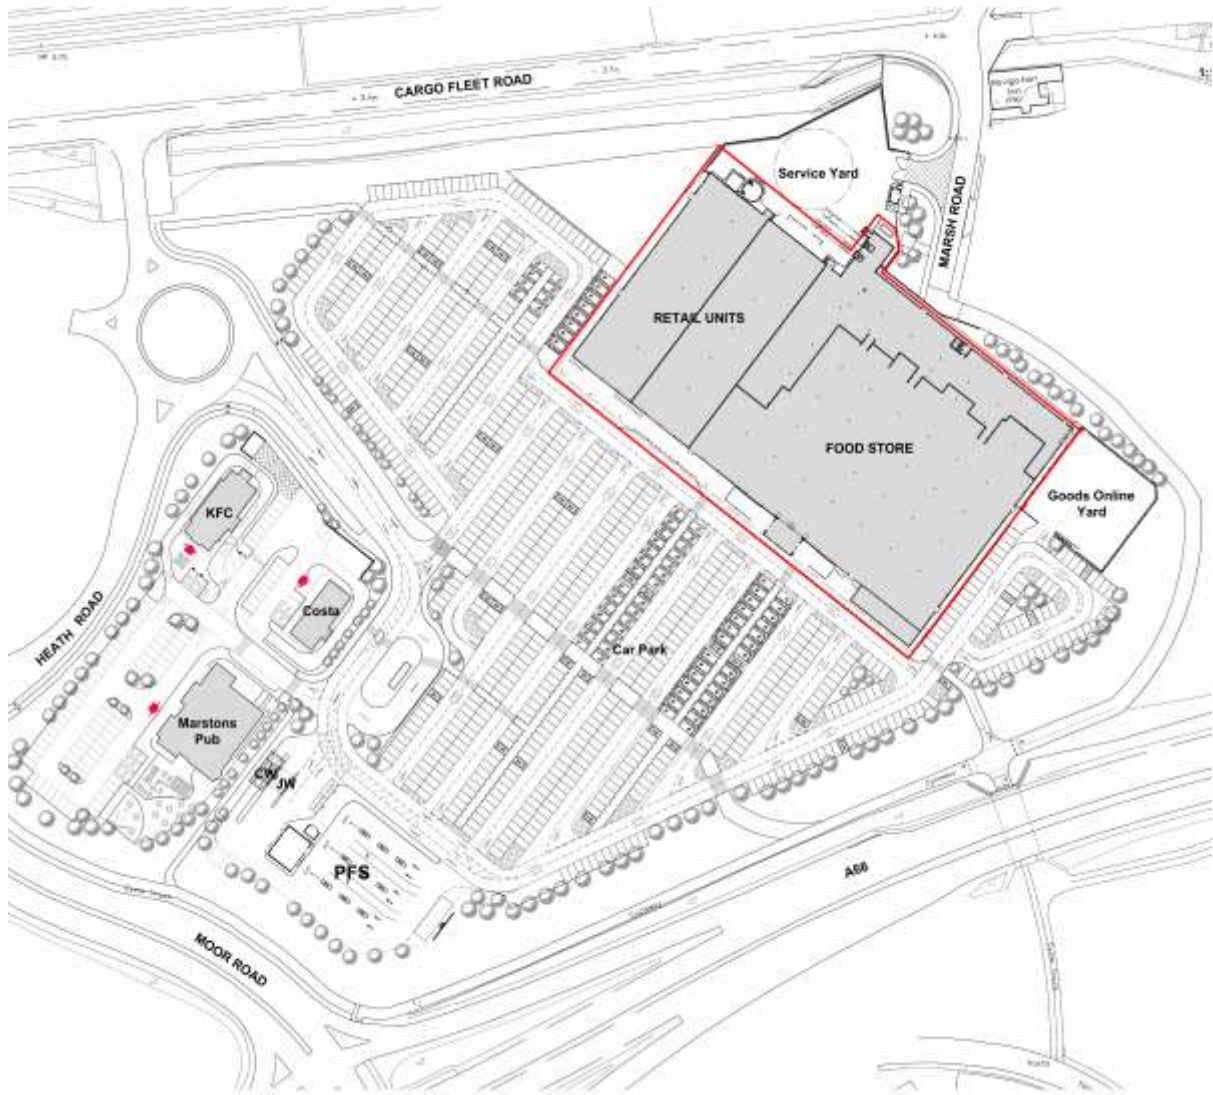 CARGO FLEET ROAD
Service Yard
MARSH ROAD
RETAIL UNITS
FOOD STORE
Goods Online
Yard
KFC
Costa
HEATH ROAD
Car Park
Marstons
Pub
CW
JW
PFS
A66
MOOR ROAD